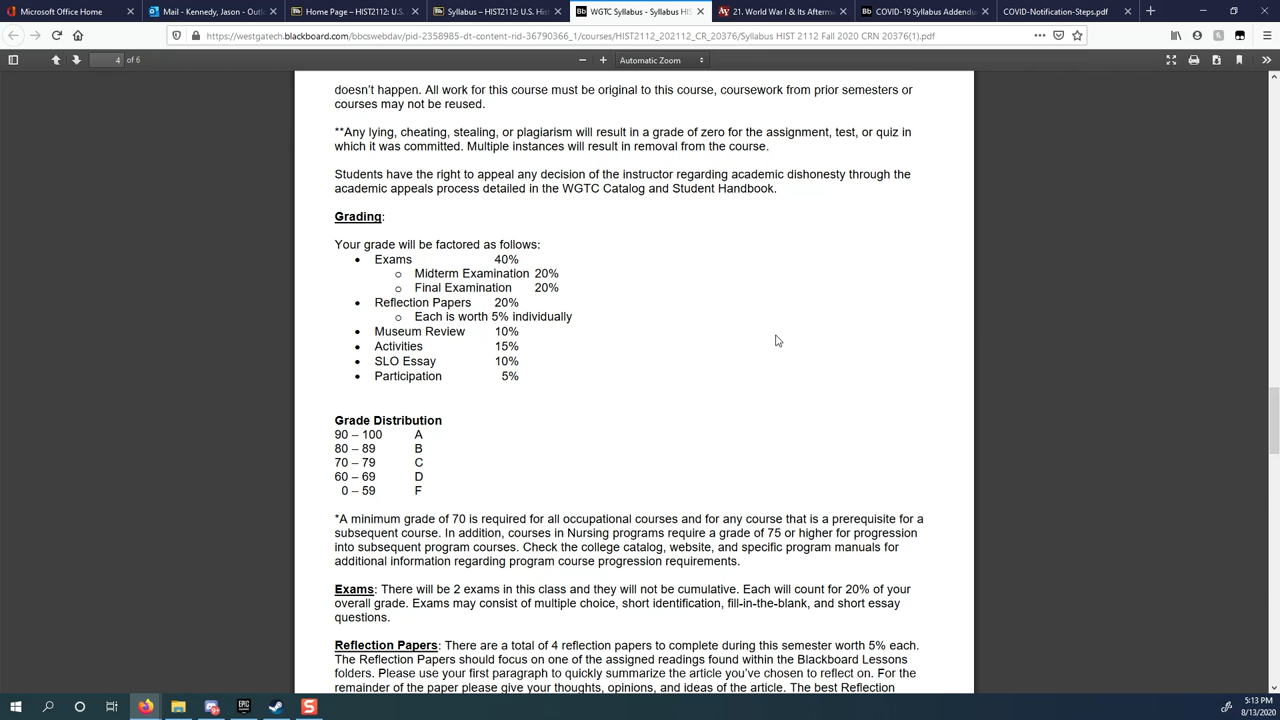 Microsoft Office Home
Mail - Kennedy, Jason - Outl
Home Page – HIST2112: U.S.
Syllabus – HIST2112: U.S. Hi
WGTC Syllabus - Syllabus HIS
21. World War I & Its Afterma
COVID-19 Syllabus Addendu
COVID-Notification-Steps.pdf
https://westgatech.blackboard.com/bbcswebdav/pid-2358985-dt-content-rid-36790366_1/courses/HIST2112_202112_CR_20376/Syllabus HIST 2112 Fall 2020 CRN 20376(1).pdf
4 of 6
Automatic Zoom
doesn't happen. All work for this course must be original to this course, coursework from prior semesters or
courses may not be reused.
**Any lying, cheating, stealing, or plagiarism will result in a grade of zero for the assignment, test, or quiz in
which it was committed. Multiple instances will result in removal from the course.
Students have the right to appeal any decision of the instructor regarding academic dishonesty through the
academic appeals process detailed in the WGTC Catalog and Student Handbook.
Grading:
Your grade will be factored as follows:
• Exams 40%
o Midterm Examination 20%
o Final Examination 20%
• Reflection Papers 20%
o Each is worth 5% individually
• Museum Review 10%
• Activities 15%
• SLO Essay 10%
• Participation 5%
Grade Distribution
90 – 100 A
80 – 89 B
70 – 79 C
60 – 69 D
0 – 59 F
*A minimum grade of 70 is required for all occupational courses and for any course that is a prerequisite for a
subsequent course. In addition, courses in Nursing programs require a grade of 75 or higher for progression
into subsequent program courses. Check the college catalog, website, and specific program manuals for
additional information regarding program course progression requirements.
Exams: There will be 2 exams in this class and they will not be cumulative. Each will count for 20% of your
overall grade. Exams may consist of multiple choice, short identification, fill-in-the-blank, and short essay
questions.
Reflection Papers: There are a total of 4 reflection papers to complete during this semester worth 5% each.
The Reflection Papers should focus on one of the assigned readings found within the Blackboard Lessons
folders. Please use your first paragraph to quickly summarize the article you've chosen to reflect on. For the
remainder of the paper please give your thoughts, opinions, and ideas of the article. The best Reflection
5:13 PM
8/13/2020